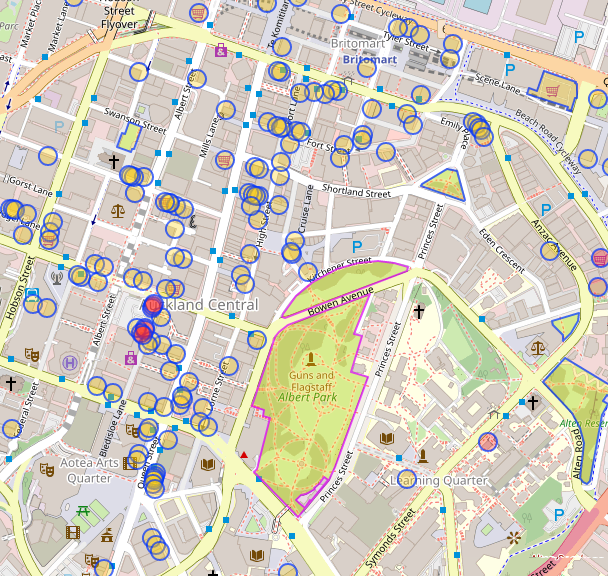 Street
Flyover
Market Place
Market Lane
Te Komititanga
Street Cycleway
Tyler Street
Britomart
Britomart
P
Scene Lane
P
Albert Street
Swanson Street
P
Mills Lane
Fort Lane
Fort Street
Emily Place
Beach Road Cycleway
Gorst Lane
Shortland Street
Cruise Lane
High Street
P
Princes Street
Anzac Avenue
Eden Crescent
P
Hobson Street
Kitchener Street
P
Bowen Avenue
kland Central
Albert Street
H
Princes Street
Guns and
Flagstaff
Albert Park
Lorne Street
Federal Street
Bledisloe Lane
Alten Reser
Alten Road
Aotea Arts
Quarter
Queen Street
Princes Street
Learning Quarter
Symonds Street
P
Street